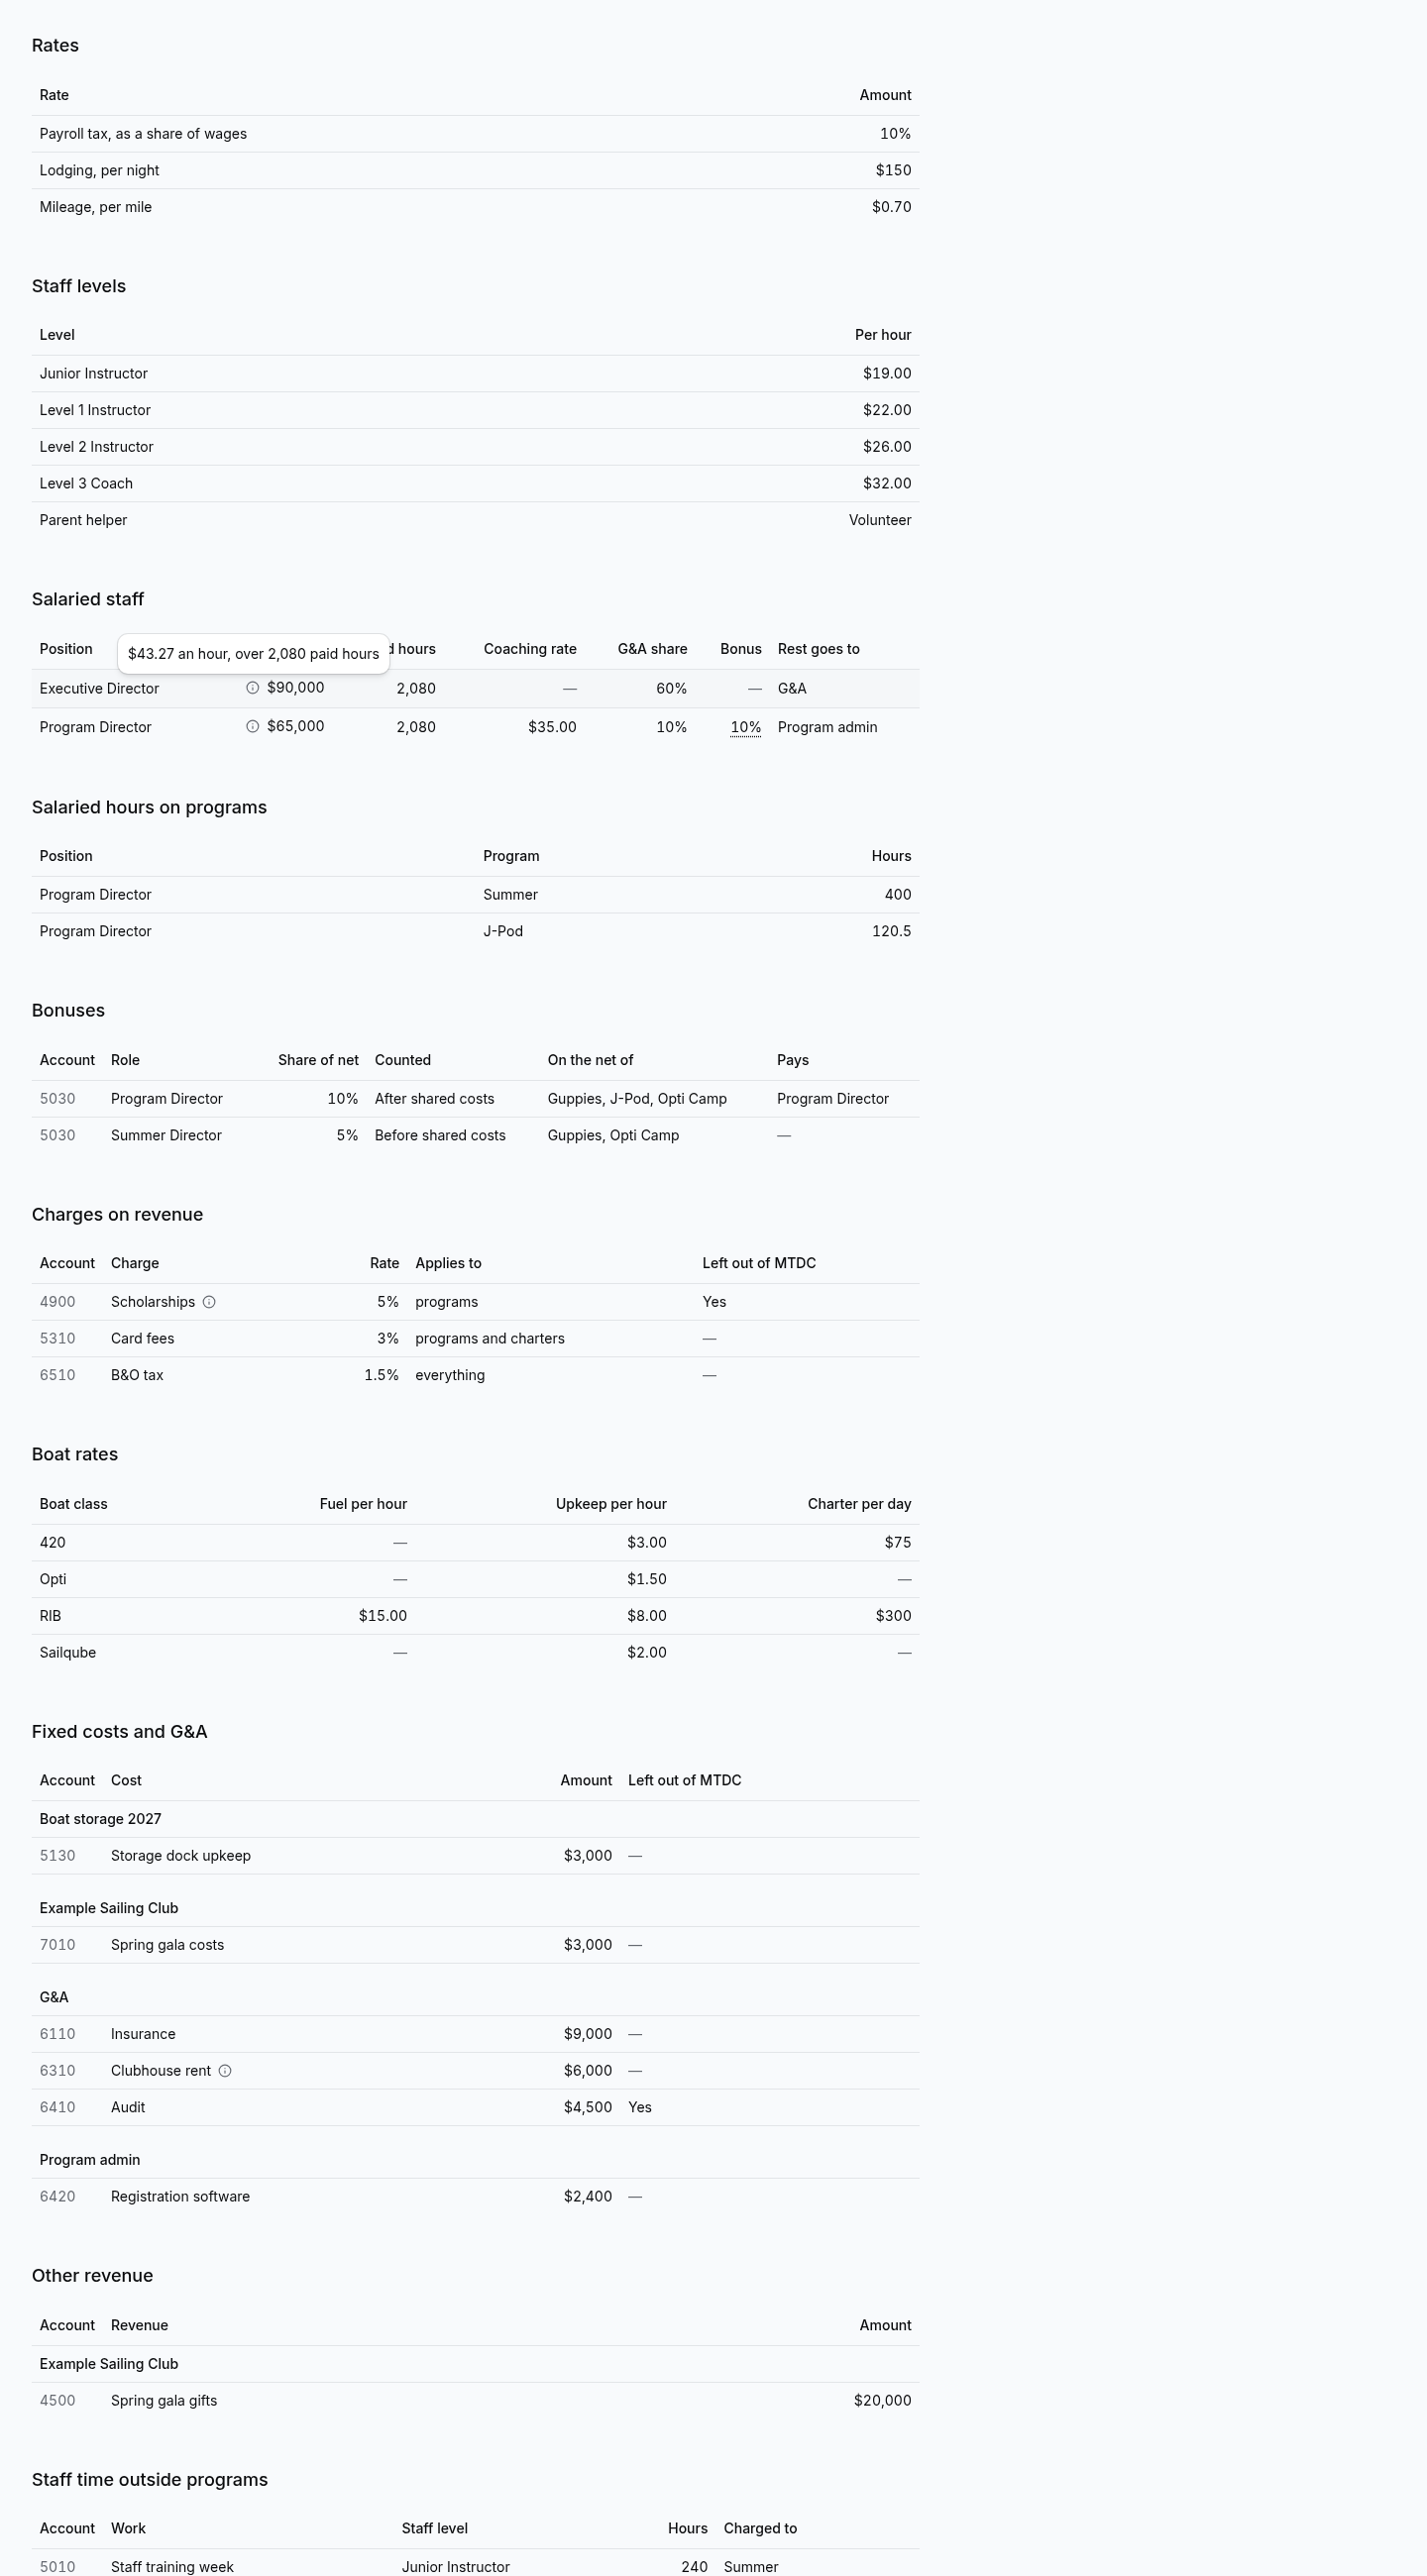 Rates
Rate Amount
Payroll tax, as a share of wages 10%
Lodging, per night $150
Mileage, per mile $0.70
Staff levels
Level Per hour
Junior Instructor $19.00
Level 1 Instructor $22.00
Level 2 Instructor $26.00
Level 3 Coach $32.00
Parent helper Volunteer
Salaried staff
Position d hours Coaching rate G&A share Bonus Rest goes to
$43.27 an hour, over 2,080 paid hours
Executive Director $90,000 2,080 — 60% — G&A
Program Director $65,000 2,080 $35.00 10% 10% Program admin
Salaried hours on programs
Position Program Hours
Program Director Summer 400
Program Director J-Pod 120.5
Bonuses
Account Role Share of net Counted On the net of Pays
5030 Program Director 10% After shared costs Guppies, J-Pod, Opti Camp Program Director
5030 Summer Director 5% Before shared costs Guppies, Opti Camp —
Charges on revenue
Account Charge Rate Applies to Left out of MTDC
4900 Scholarships 5% programs Yes
5310 Card fees 3% programs and charters —
6510 B&O tax 1.5% everything —
Boat rates
Boat class Fuel per hour Upkeep per hour Charter per day
420 — $3.00 $75
Opti — $1.50 —
RIB $15.00 $8.00 $300
Sailqube — $2.00 —
Fixed costs and G&A
Account Cost Amount Left out of MTDC
Boat storage 2027
5130 Storage dock upkeep $3,000 —
Example Sailing Club
7010 Spring gala costs $3,000 —
G&A
6110 Insurance $9,000 —
6310 Clubhouse rent $6,000 —
6410 Audit $4,500 Yes
Program admin
6420 Registration software $2,400 —
Other revenue
Account Revenue Amount
Example Sailing Club
4500 Spring gala gifts $20,000
Staff time outside programs
Account Work Staff level Hours Charged to
5010 Staff training week Junior Instructor 240 Summer